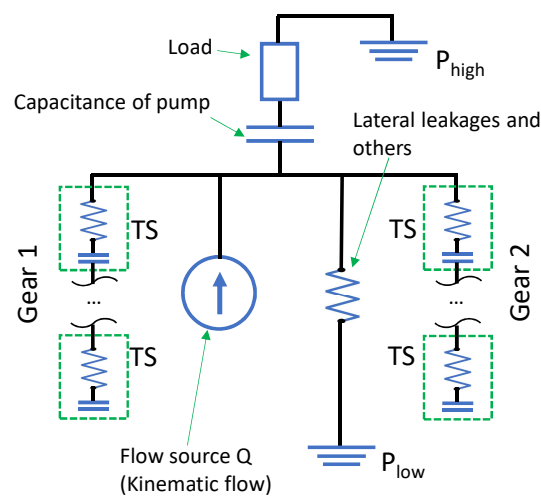 Load
P_high
Capacitance of pump
Lateral leakages and
others
TS
TS
Gear 1
Gear 2
...
...
TS
TS
Flow source Q
(Kinematic flow)
P_low